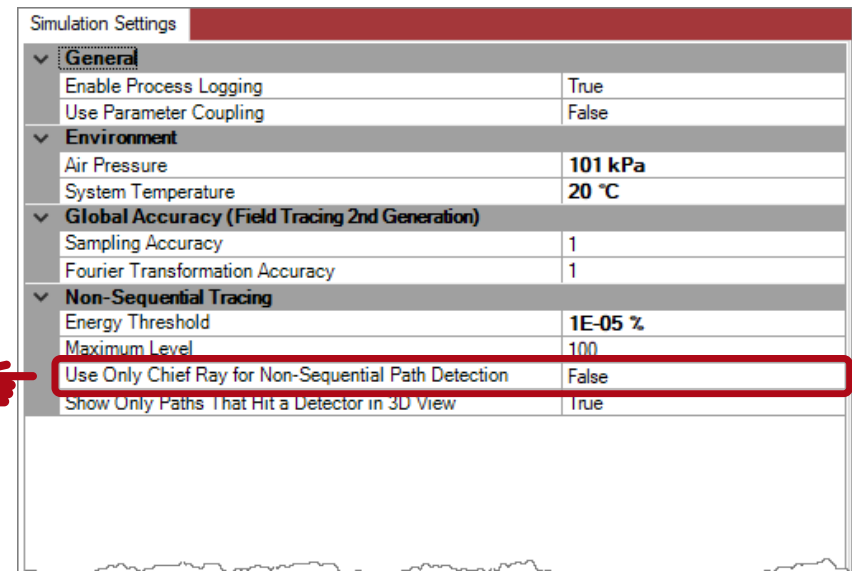 Simulation Settings
General
Enable Process Logging True
Use Parameter Coupling False
Environment
Air Pressure 101 kPa
System Temperature 20 °C
Global Accuracy (Field Tracing 2nd Generation)
Sampling Accuracy 1
Fourier Transformation Accuracy 1
Non-Sequential Tracing
Energy Threshold 1E-05 %
Maximum Level 100
Use Only Chief Ray for Non-Sequential Path Detection False
Show Only Paths That Hit a Detector in 3D View True